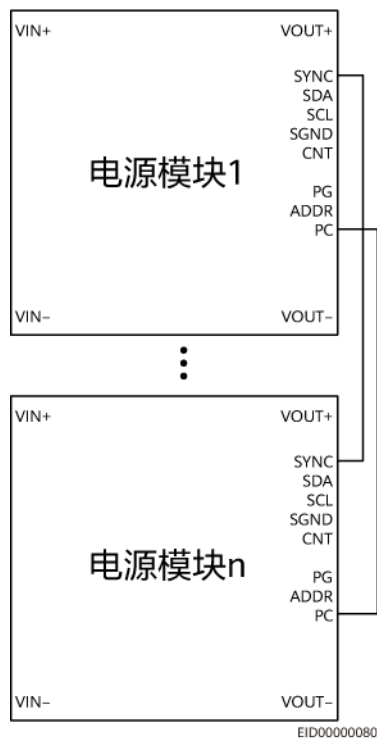 VIN+ VOUT+
SYNC
SDA
SCL
SGND
CNT
电源模块1
PG
ADDR
PC
VIN– VOUT–
VIN+ VOUT+
SYNC
SDA
SCL
SGND
CNT
电源模块n
PG
ADDR
PC
VIN– VOUT–
EID00000080